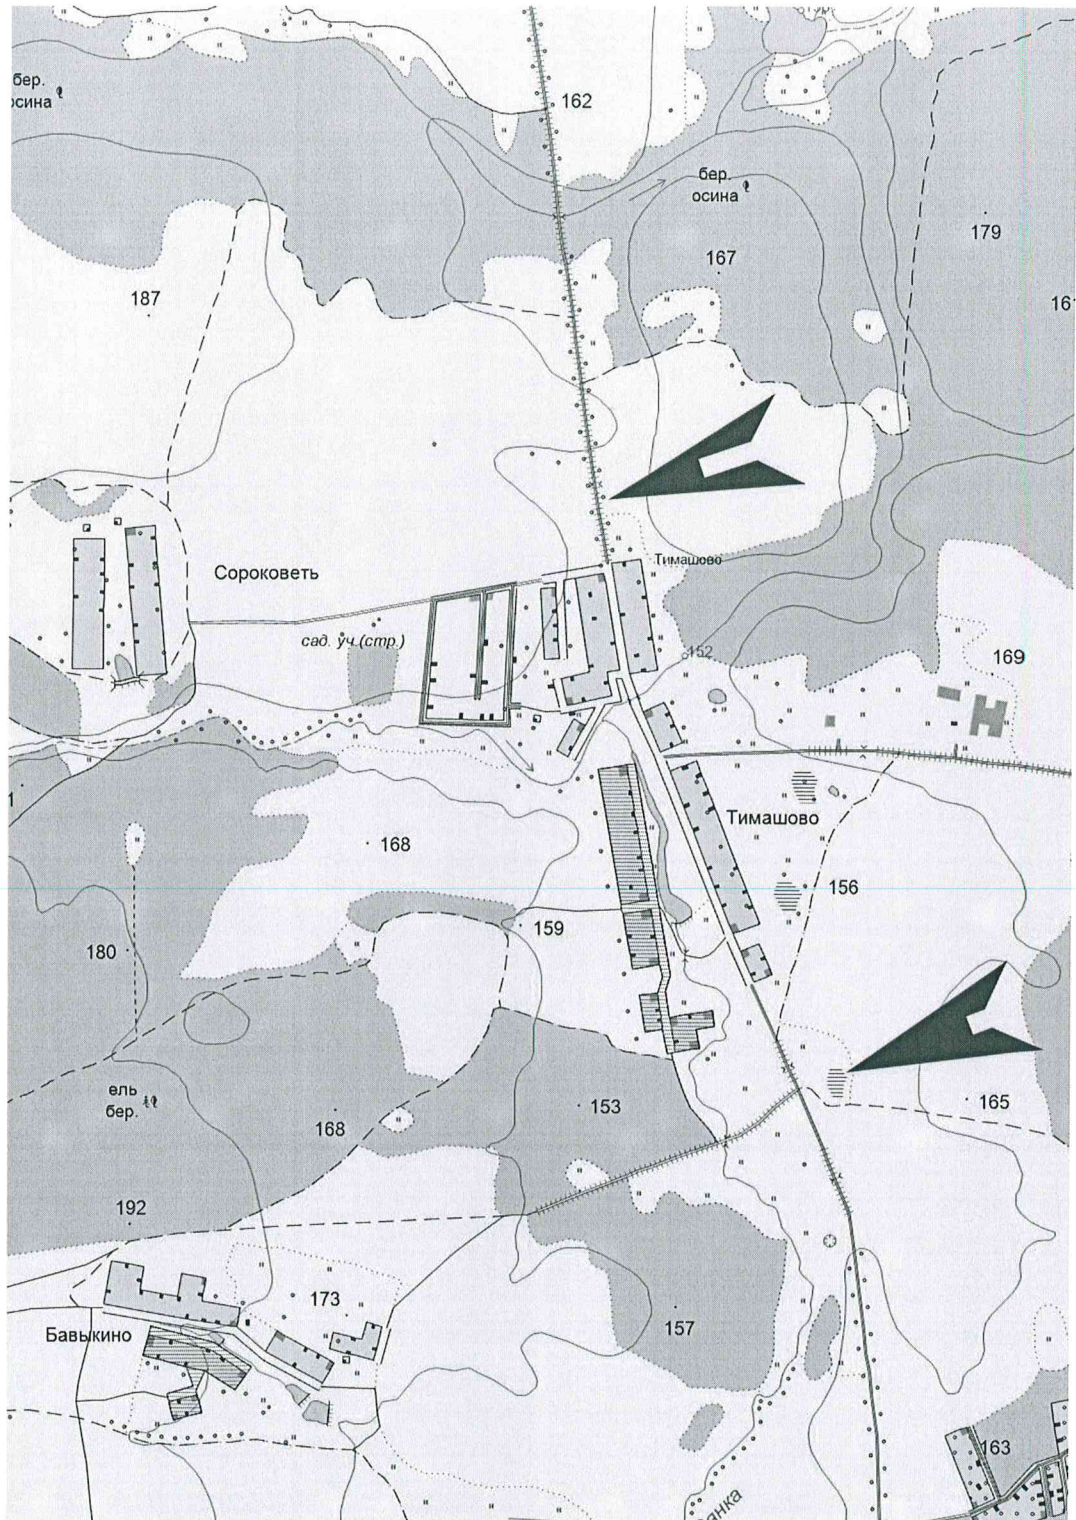 162
бер.
осина
бер.
осина
179
167
187
161
Сороковеть
Тимашово
сад. уч.(стр.)
152
169
Тимашово
168
156
159
180
ель
бер.
168
153
165
192
173
Бавыкино
157
163